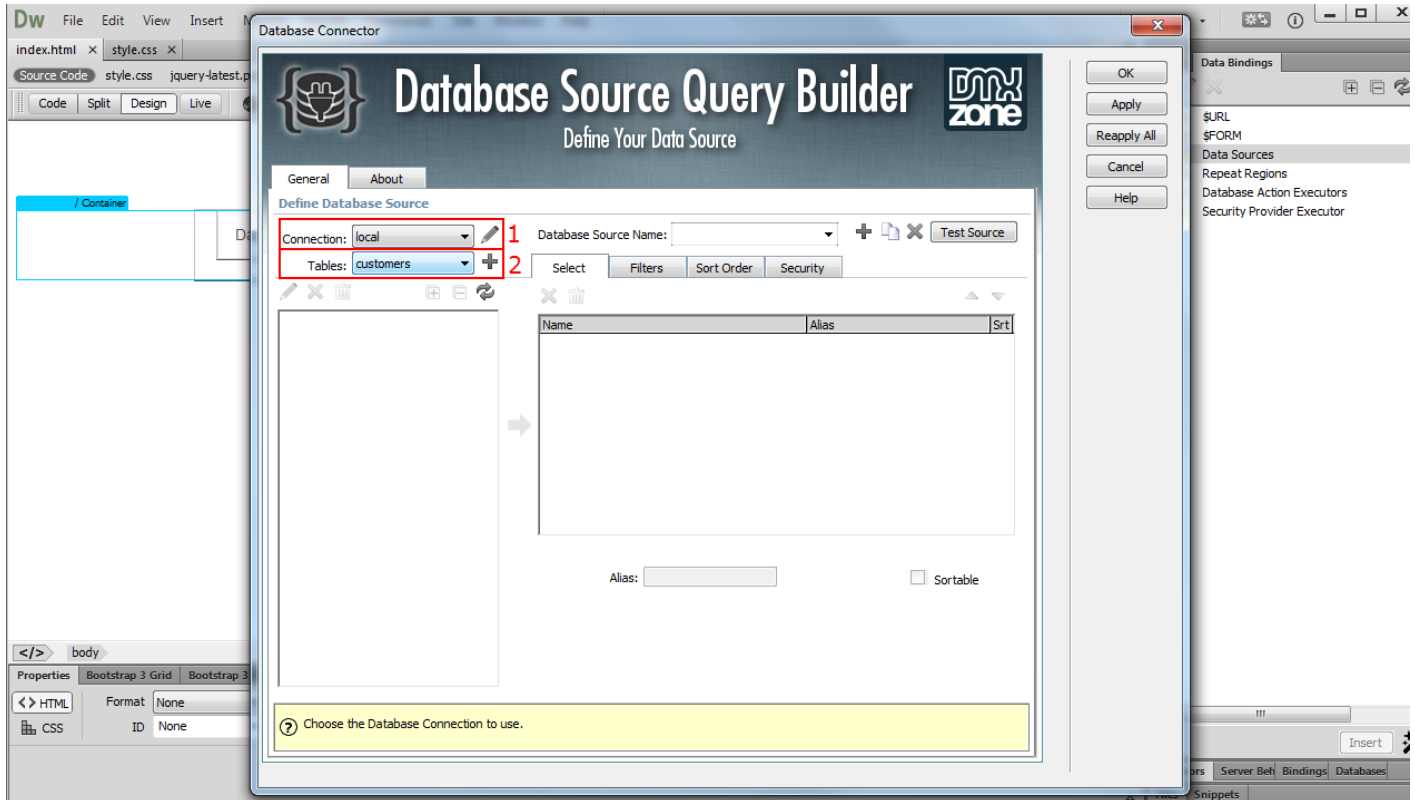 Dw File Edit View Insert
index.html × style.css ×
Source Code style.css jquery-latest.p
Code Split Design Live
/ Container
Da
</> body
Properties Bootstrap 3 Grid Bootstrap 3
<> HTML Format None
CSS ID None
Database Connector
{ } Database Source Query Builder DMX zone
Define Your Data Source
General About
Define Database Source
Connection: local 1
Tables: customers 2
Database Source Name: Test Source
Select Filters Sort Order Security
Name Alias Srt
Alias: Sortable
? Choose the Database Connection to use.
OK
Apply
Reapply All
Cancel
Help
Data Bindings
$URL
$FORM
Data Sources
Repeat Regions
Database Action Executors
Security Provider Executor
Insert
ors Server Beh Bindings Databases
Files Snippets